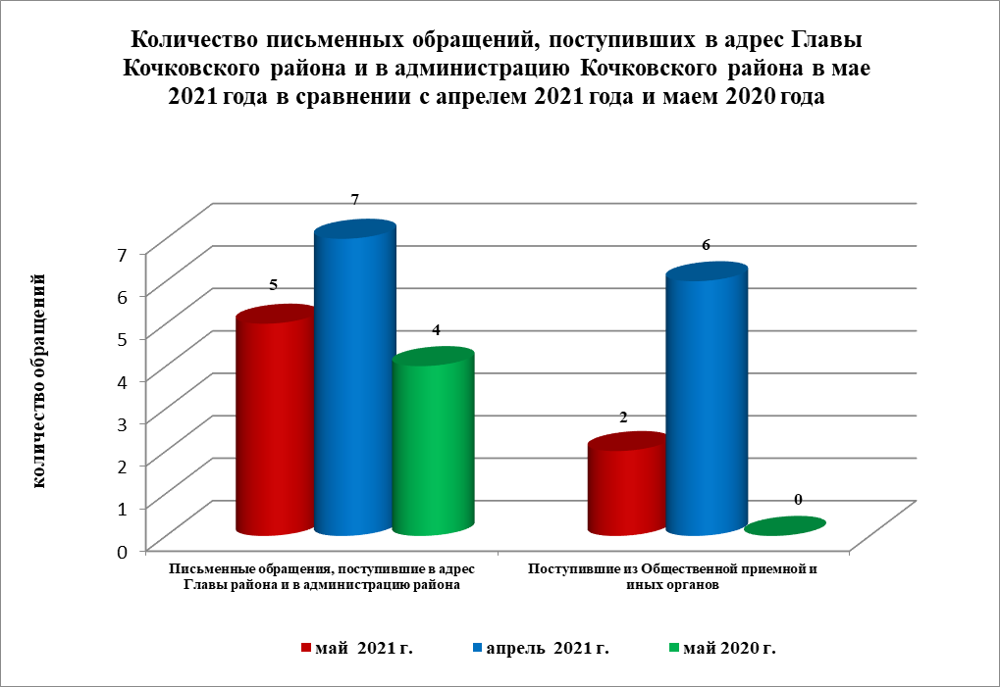 Количество письменных обращений, поступивших в адрес Главы
Кочковского района и в администрацию Кочковского района в мае
2021 года в сравнении с апрелем 2021 года и маем 2020 года
количество обращений
7
6
5
4
3
2
1
0
5
7
4
2
6
0
Письменные обращения, поступившие в адрес
Главы района и в администрацию района
Поступившие из Общественной приемной и
иных органов
май 2021 г.
апрель 2021 г.
май 2020 г.